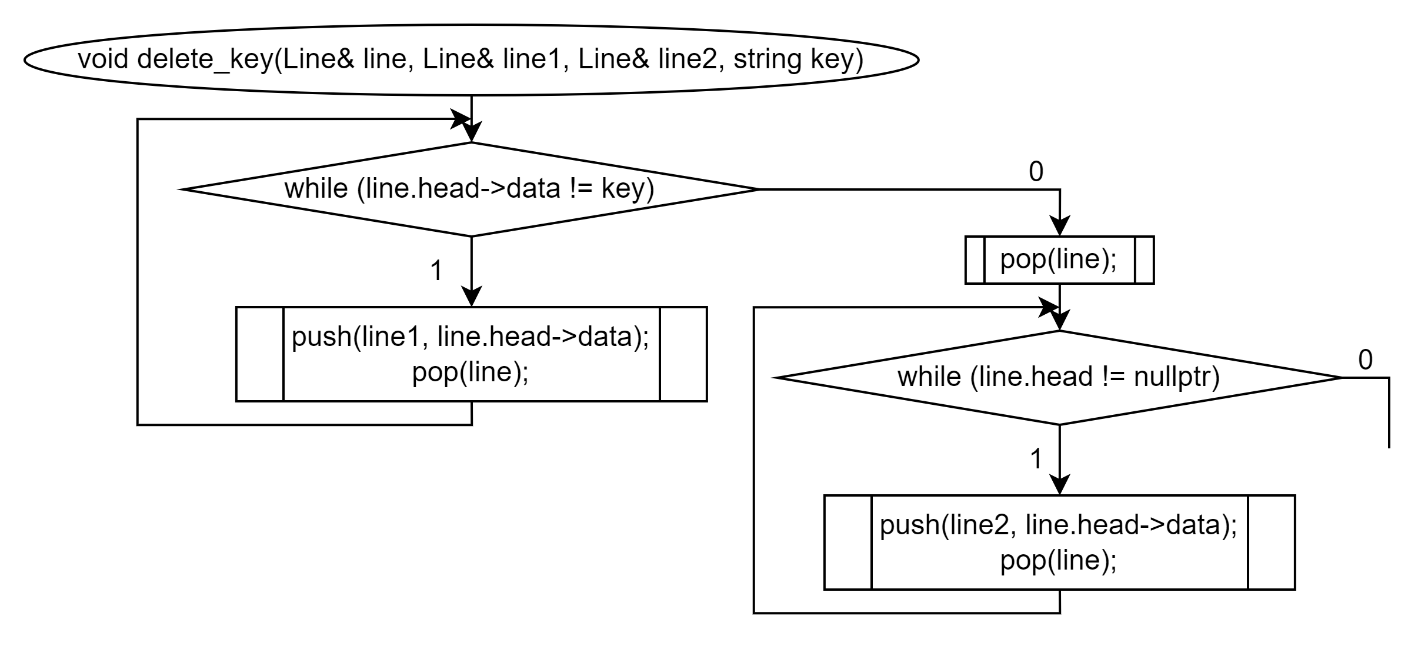 void delete_key(Line& line, Line& line1, Line& line2, string key)
while (line.head->data != key)
0
1
pop(line);
push(line1, line.head->data);
pop(line);
while (line.head != nullptr)
0
1
push(line2, line.head->data);
pop(line);